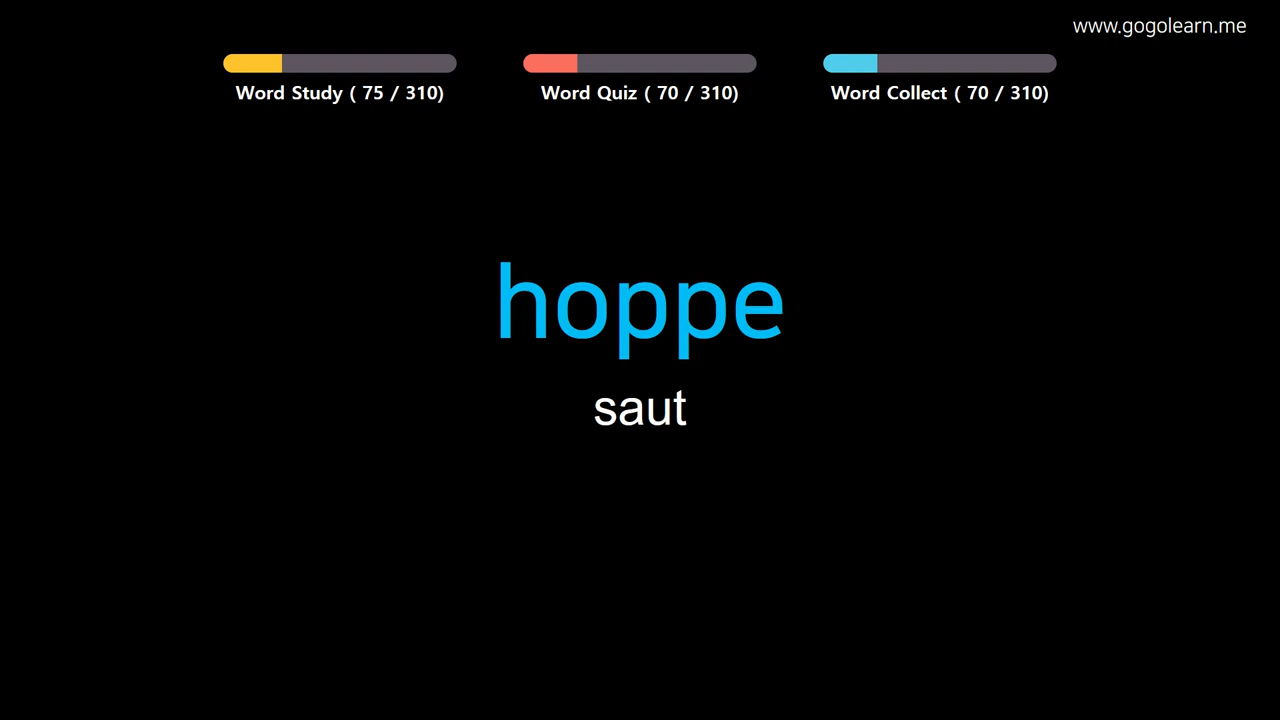 www.gogolearn.me
Word Study ( 75 / 310)
Word Quiz ( 70 / 310)
Word Collect ( 70 / 310)
hoppe
saut